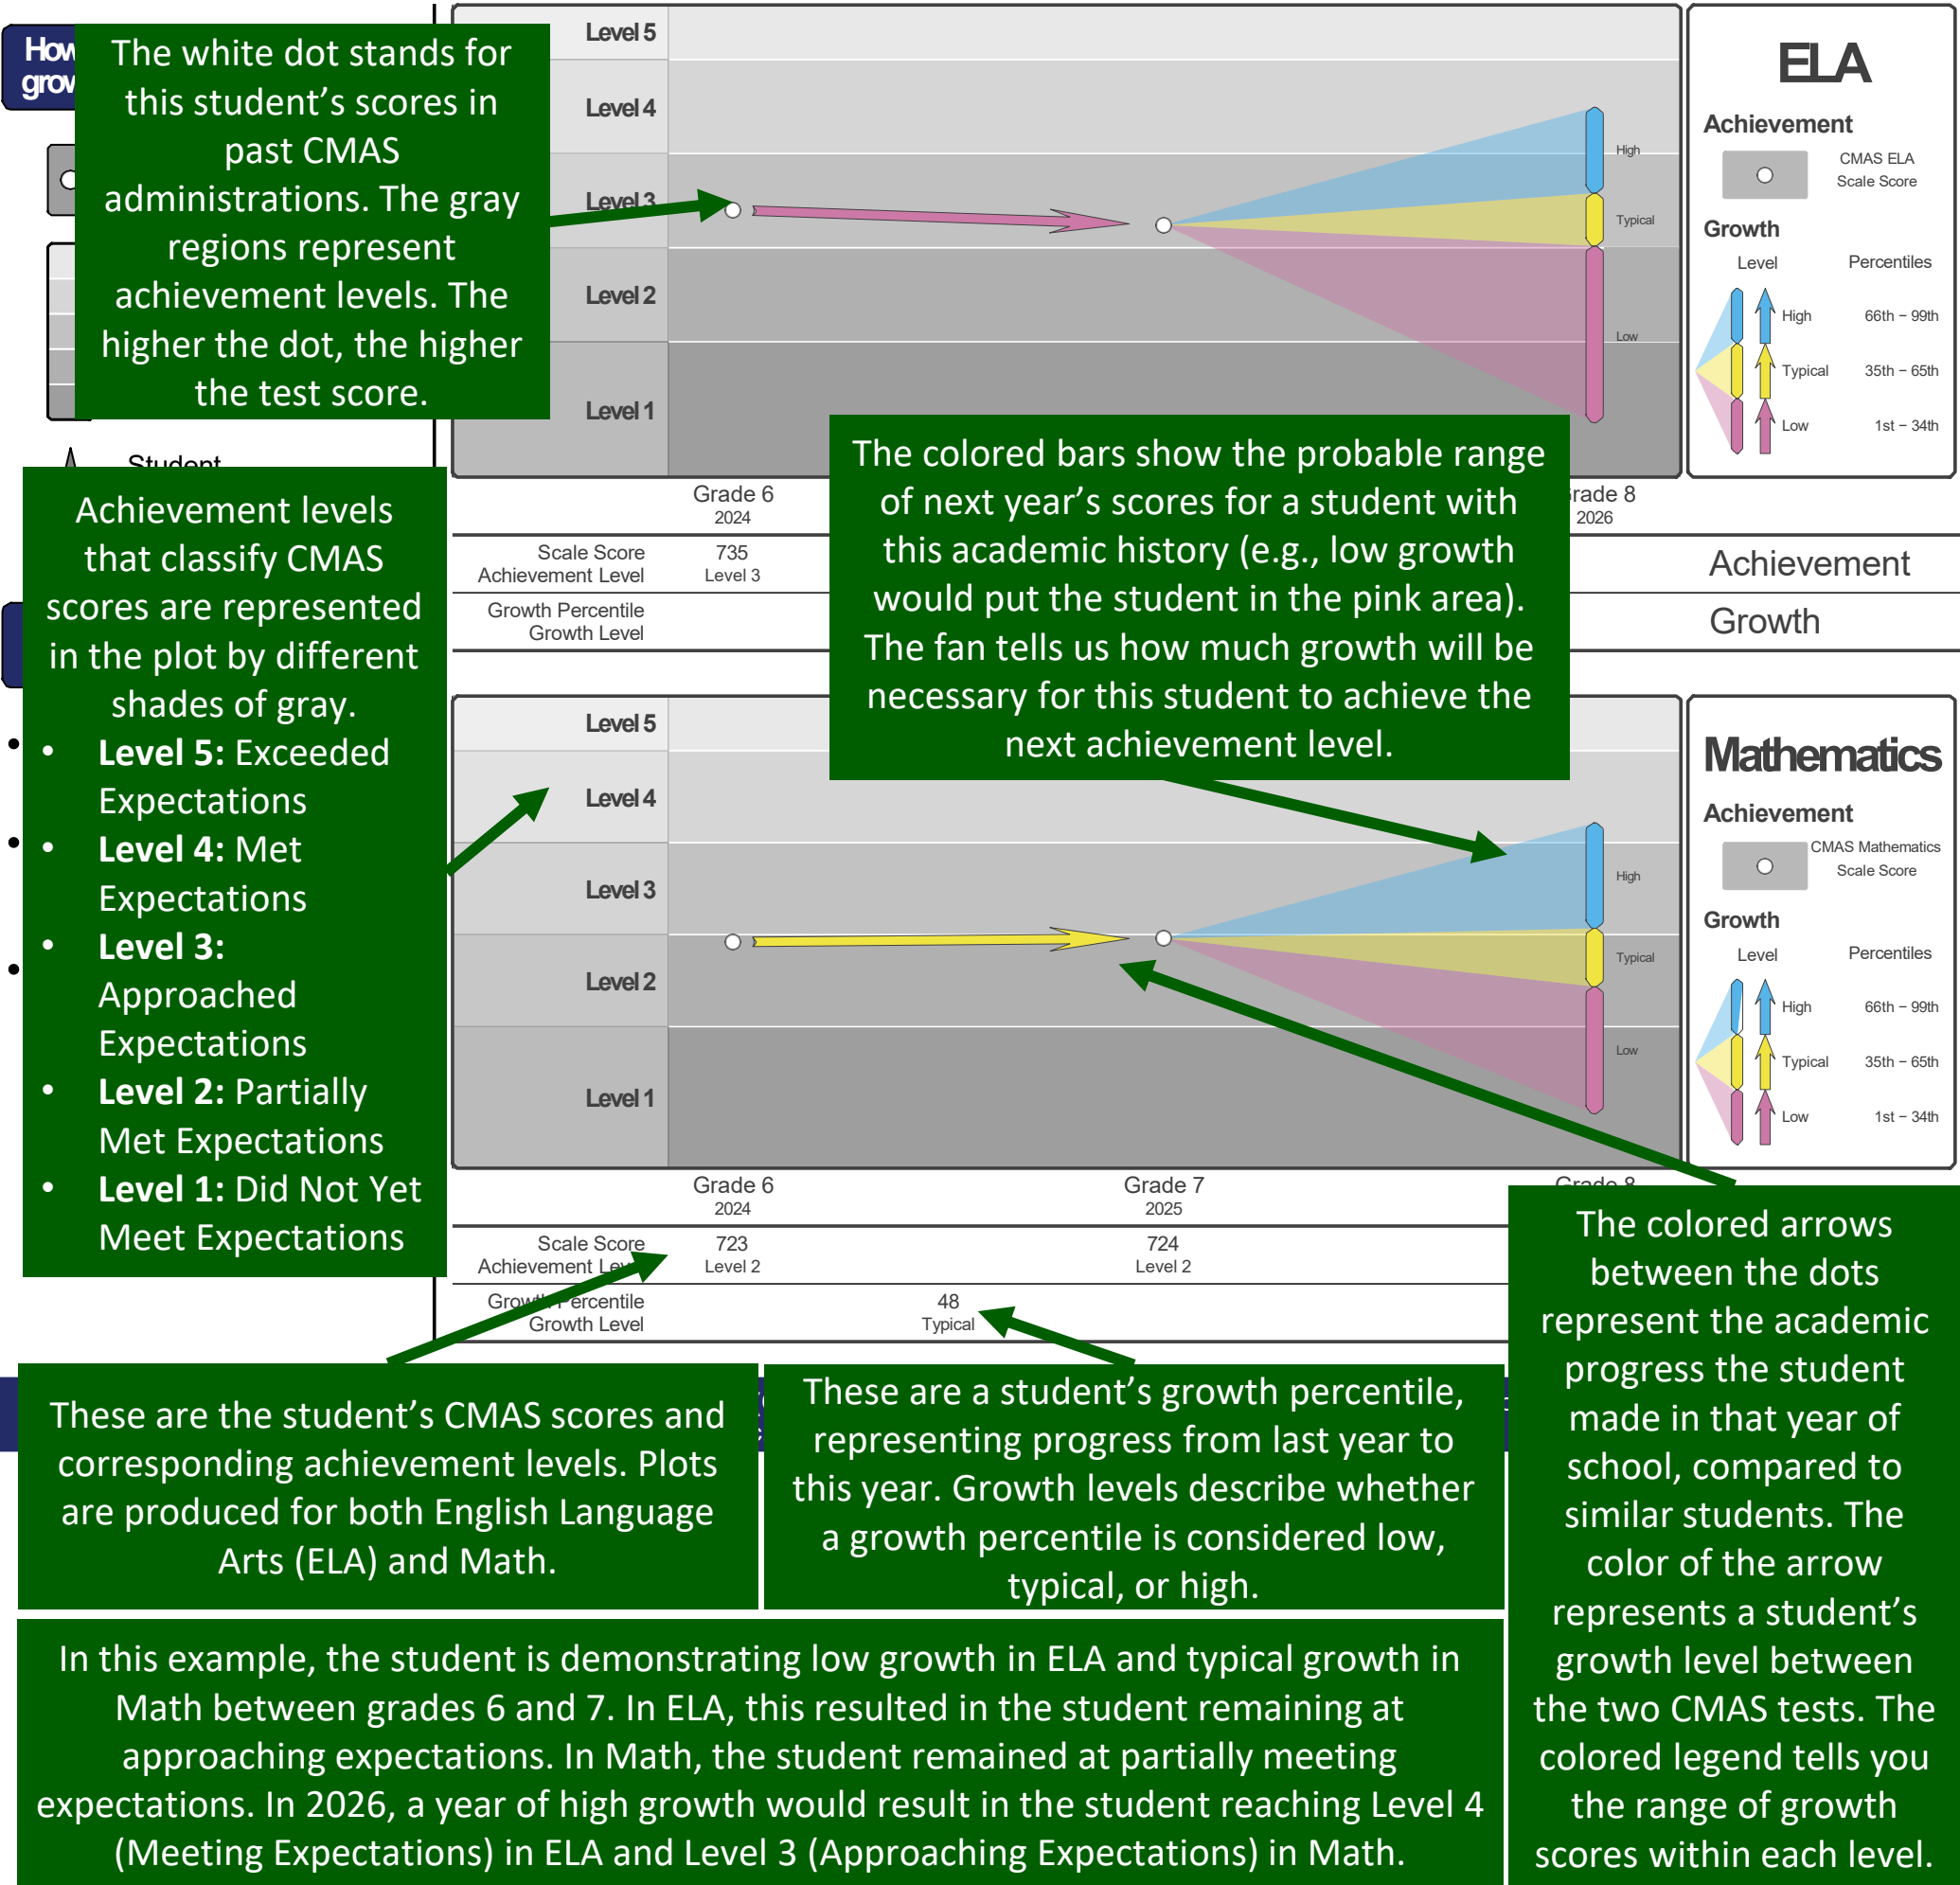 How
grow
The white dot stands for
this student's scores in
past CMAS
administrations. The gray
regions represent
achievement levels. The
higher the dot, the higher
the test score.
Student
Achievement levels
that classify CMAS
scores are represented
in the plot by different
shades of gray.
• Level 5: Exceeded
Expectations
• Level 4: Met
Expectations
• Level 3:
Approached
Expectations
• Level 2: Partially
Met Expectations
• Level 1: Did Not Yet
Meet Expectations
Level 5
Level 4
Level 3
Level 2
Level 1
High
Typical
Low
ELA
Achievement
CMAS ELA
Scale Score
Growth
Level Percentiles
High 66th – 99th
Typical 35th – 65th
Low 1st – 34th
The colored bars show the probable range
of next year's scores for a student with
this academic history (e.g., low growth
would put the student in the pink area).
The fan tells us how much growth will be
necessary for this student to achieve the
next achievement level.
Grade 6
2024
Grade 8
2026
Scale Score 735
Achievement Level Level 3
Achievement
Growth Percentile
Growth Level
Growth
Level 5
Level 4
Level 3
Level 2
Level 1
High
Typical
Low
Mathematics
Achievement
CMAS Mathematics
Scale Score
Growth
Level Percentiles
High 66th – 99th
Typical 35th – 65th
Low 1st – 34th
Grade 6 Grade 7 Grade 8
2024 2025
Scale Score 723 724
Achievement Level Level 2 Level 2
Growth Percentile 48
Growth Level Typical
These are the student's CMAS scores and
corresponding achievement levels. Plots
are produced for both English Language
Arts (ELA) and Math.
These are a student's growth percentile,
representing progress from last year to
this year. Growth levels describe whether
a growth percentile is considered low,
typical, or high.
The colored arrows
between the dots
represent the academic
progress the student
made in that year of
school, compared to
similar students. The
color of the arrow
represents a student's
growth level between
the two CMAS tests. The
colored legend tells you
the range of growth
scores within each level.
In this example, the student is demonstrating low growth in ELA and typical growth in
Math between grades 6 and 7. In ELA, this resulted in the student remaining at
approaching expectations. In Math, the student remained at partially meeting
expectations. In 2026, a year of high growth would result in the student reaching Level 4
(Meeting Expectations) in ELA and Level 3 (Approaching Expectations) in Math.